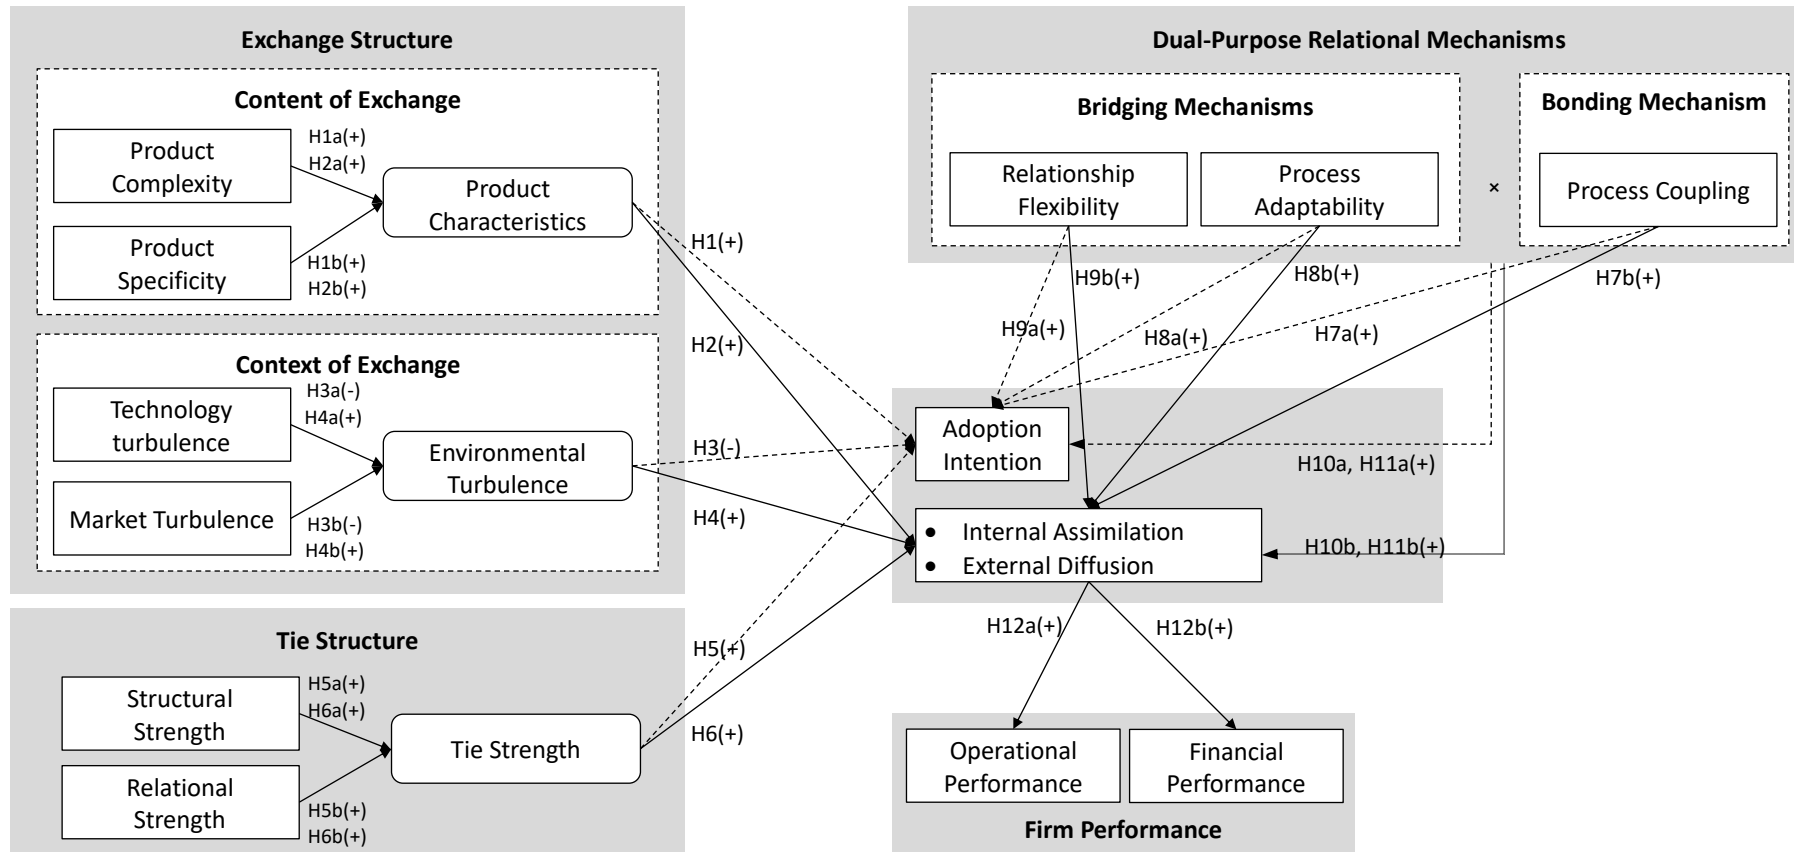 Exchange Structure
Content of Exchange
Product
Complexity
H1a(+)
H2a(+)
Product
Characteristics
Product
Specificity
H1b(+)
H2b(+)
Context of Exchange
Technology
turbulence
H3a(-)
H4a(+)
Environmental
Turbulence
Market Turbulence
H3b(-)
H4b(+)
Tie Structure
Structural
Strength
H5a(+)
H6a(+)
Tie Strength
Relational
Strength
H5b(+)
H6b(+)
H1(+)
H2(+)
H3(-)
H4(+)
H5(+)
H6(+)
Dual-Purpose Relational Mechanisms
Bridging Mechanisms
Relationship
Flexibility
Process
Adaptability
×
Bonding Mechanism
Process Coupling
H9b(+)
H8b(+)
H7b(+)
H9a(+)
H8a(+)
H7a(+)
Adoption
Intention
H10a, H11a(+)
● Internal Assimilation
● External Diffusion
H10b, H11b(+)
H12a(+)
H12b(+)
Operational
Performance
Financial
Performance
Firm Performance